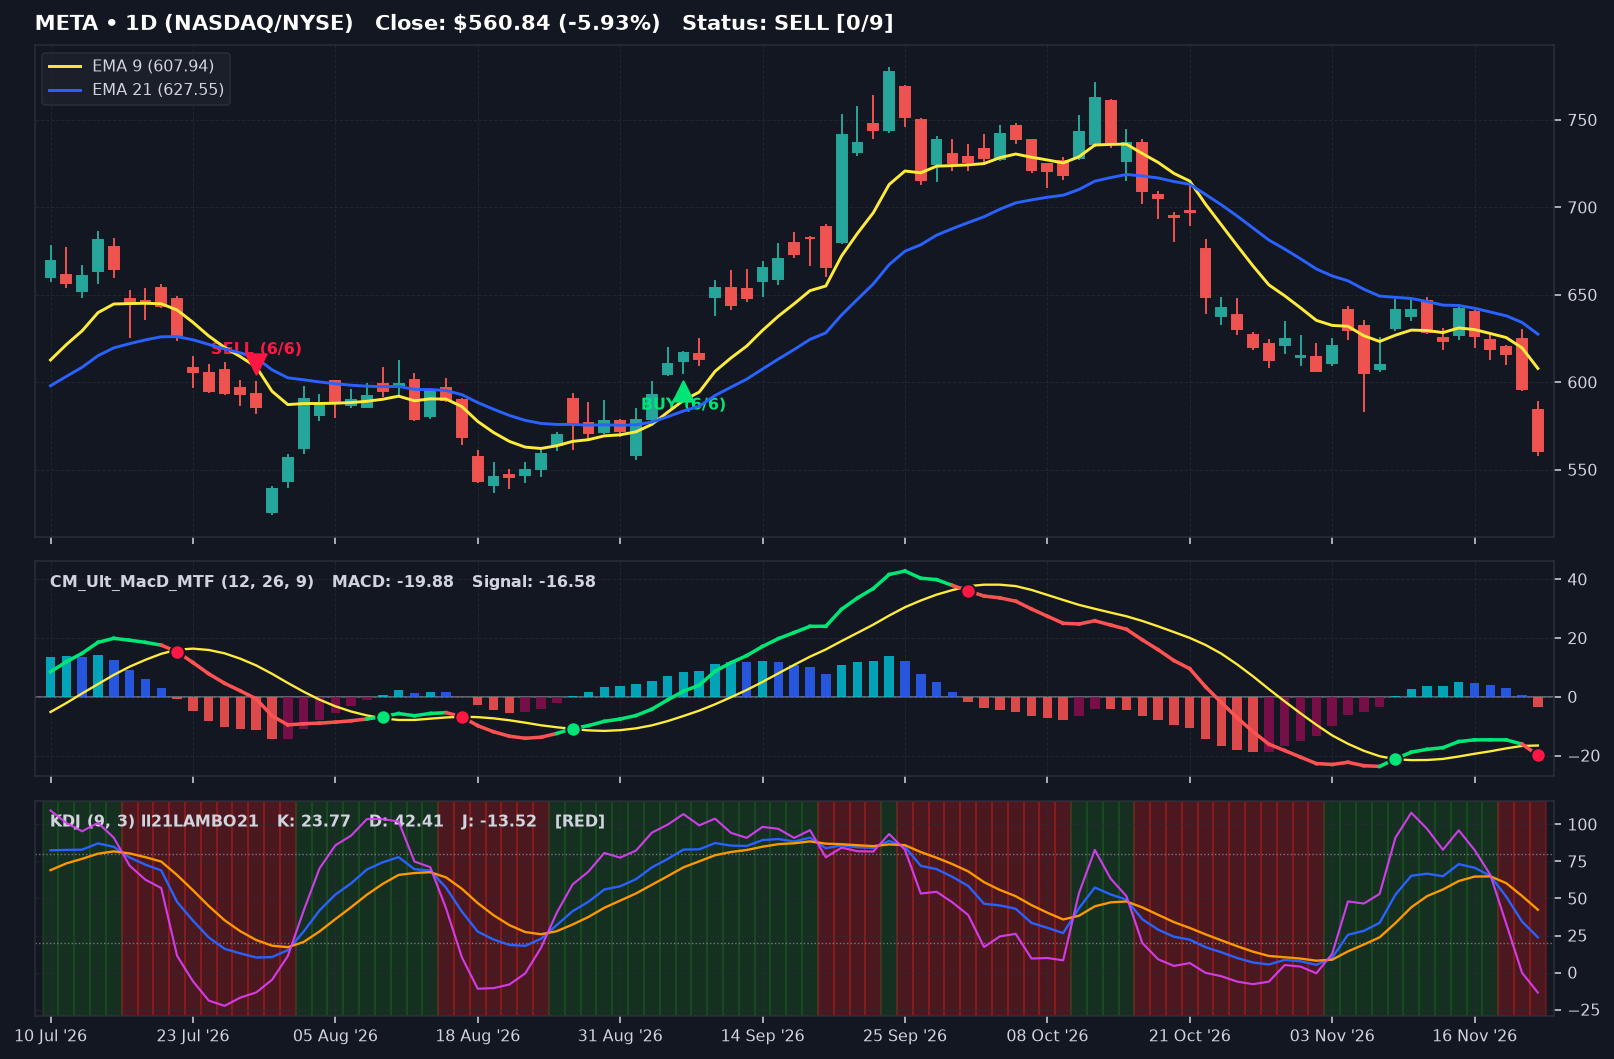 META • 1D (NASDAQ/NYSE)   Close: $560.84 (-5.93%)   Status: SELL [0/9]
EMA 9 (607.94)
EMA 21 (627.55)
SELL (6/6)
BUY (6/6)
750
700
650
600
550
CM_Ult_MacD_MTF (12, 26, 9)   MACD: -19.88   Signal: -16.58
40
20
0
−20
KDJ (9, 3) II21LAMBO21   K: 23.77   D: 42.41   J: -13.52   [RED]
100
75
50
25
0
−25
10 Jul '26   23 Jul '26   05 Aug '26   18 Aug '26   31 Aug '26   14 Sep '26   25 Sep '26   08 Oct '26   21 Oct '26   03 Nov '26   16 Nov '26